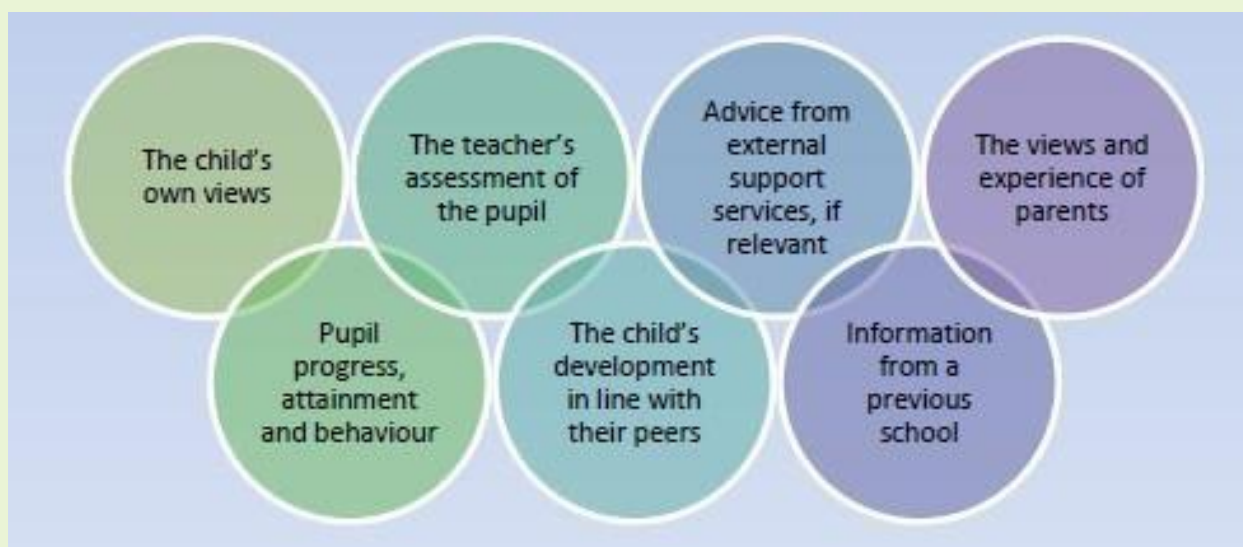 The child’s
own views
The teacher’s
assessment of
the pupil
Advice from
external
support
services, if
relevant
The views and
experience of
parents
Pupil
progress,
attainment
and behaviour
The child’s
development
in line with
their peers
Information
from a
previous
school